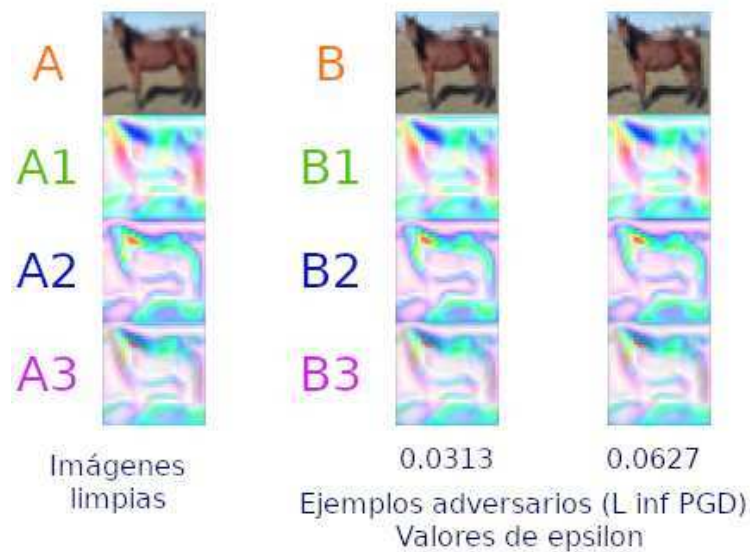 A
B
A1
B1
A2
B2
A3
B3
Imágenes
limpias
0.0313
0.0627
Ejemplos adversarios (L inf PGD)
Valores de epsilon